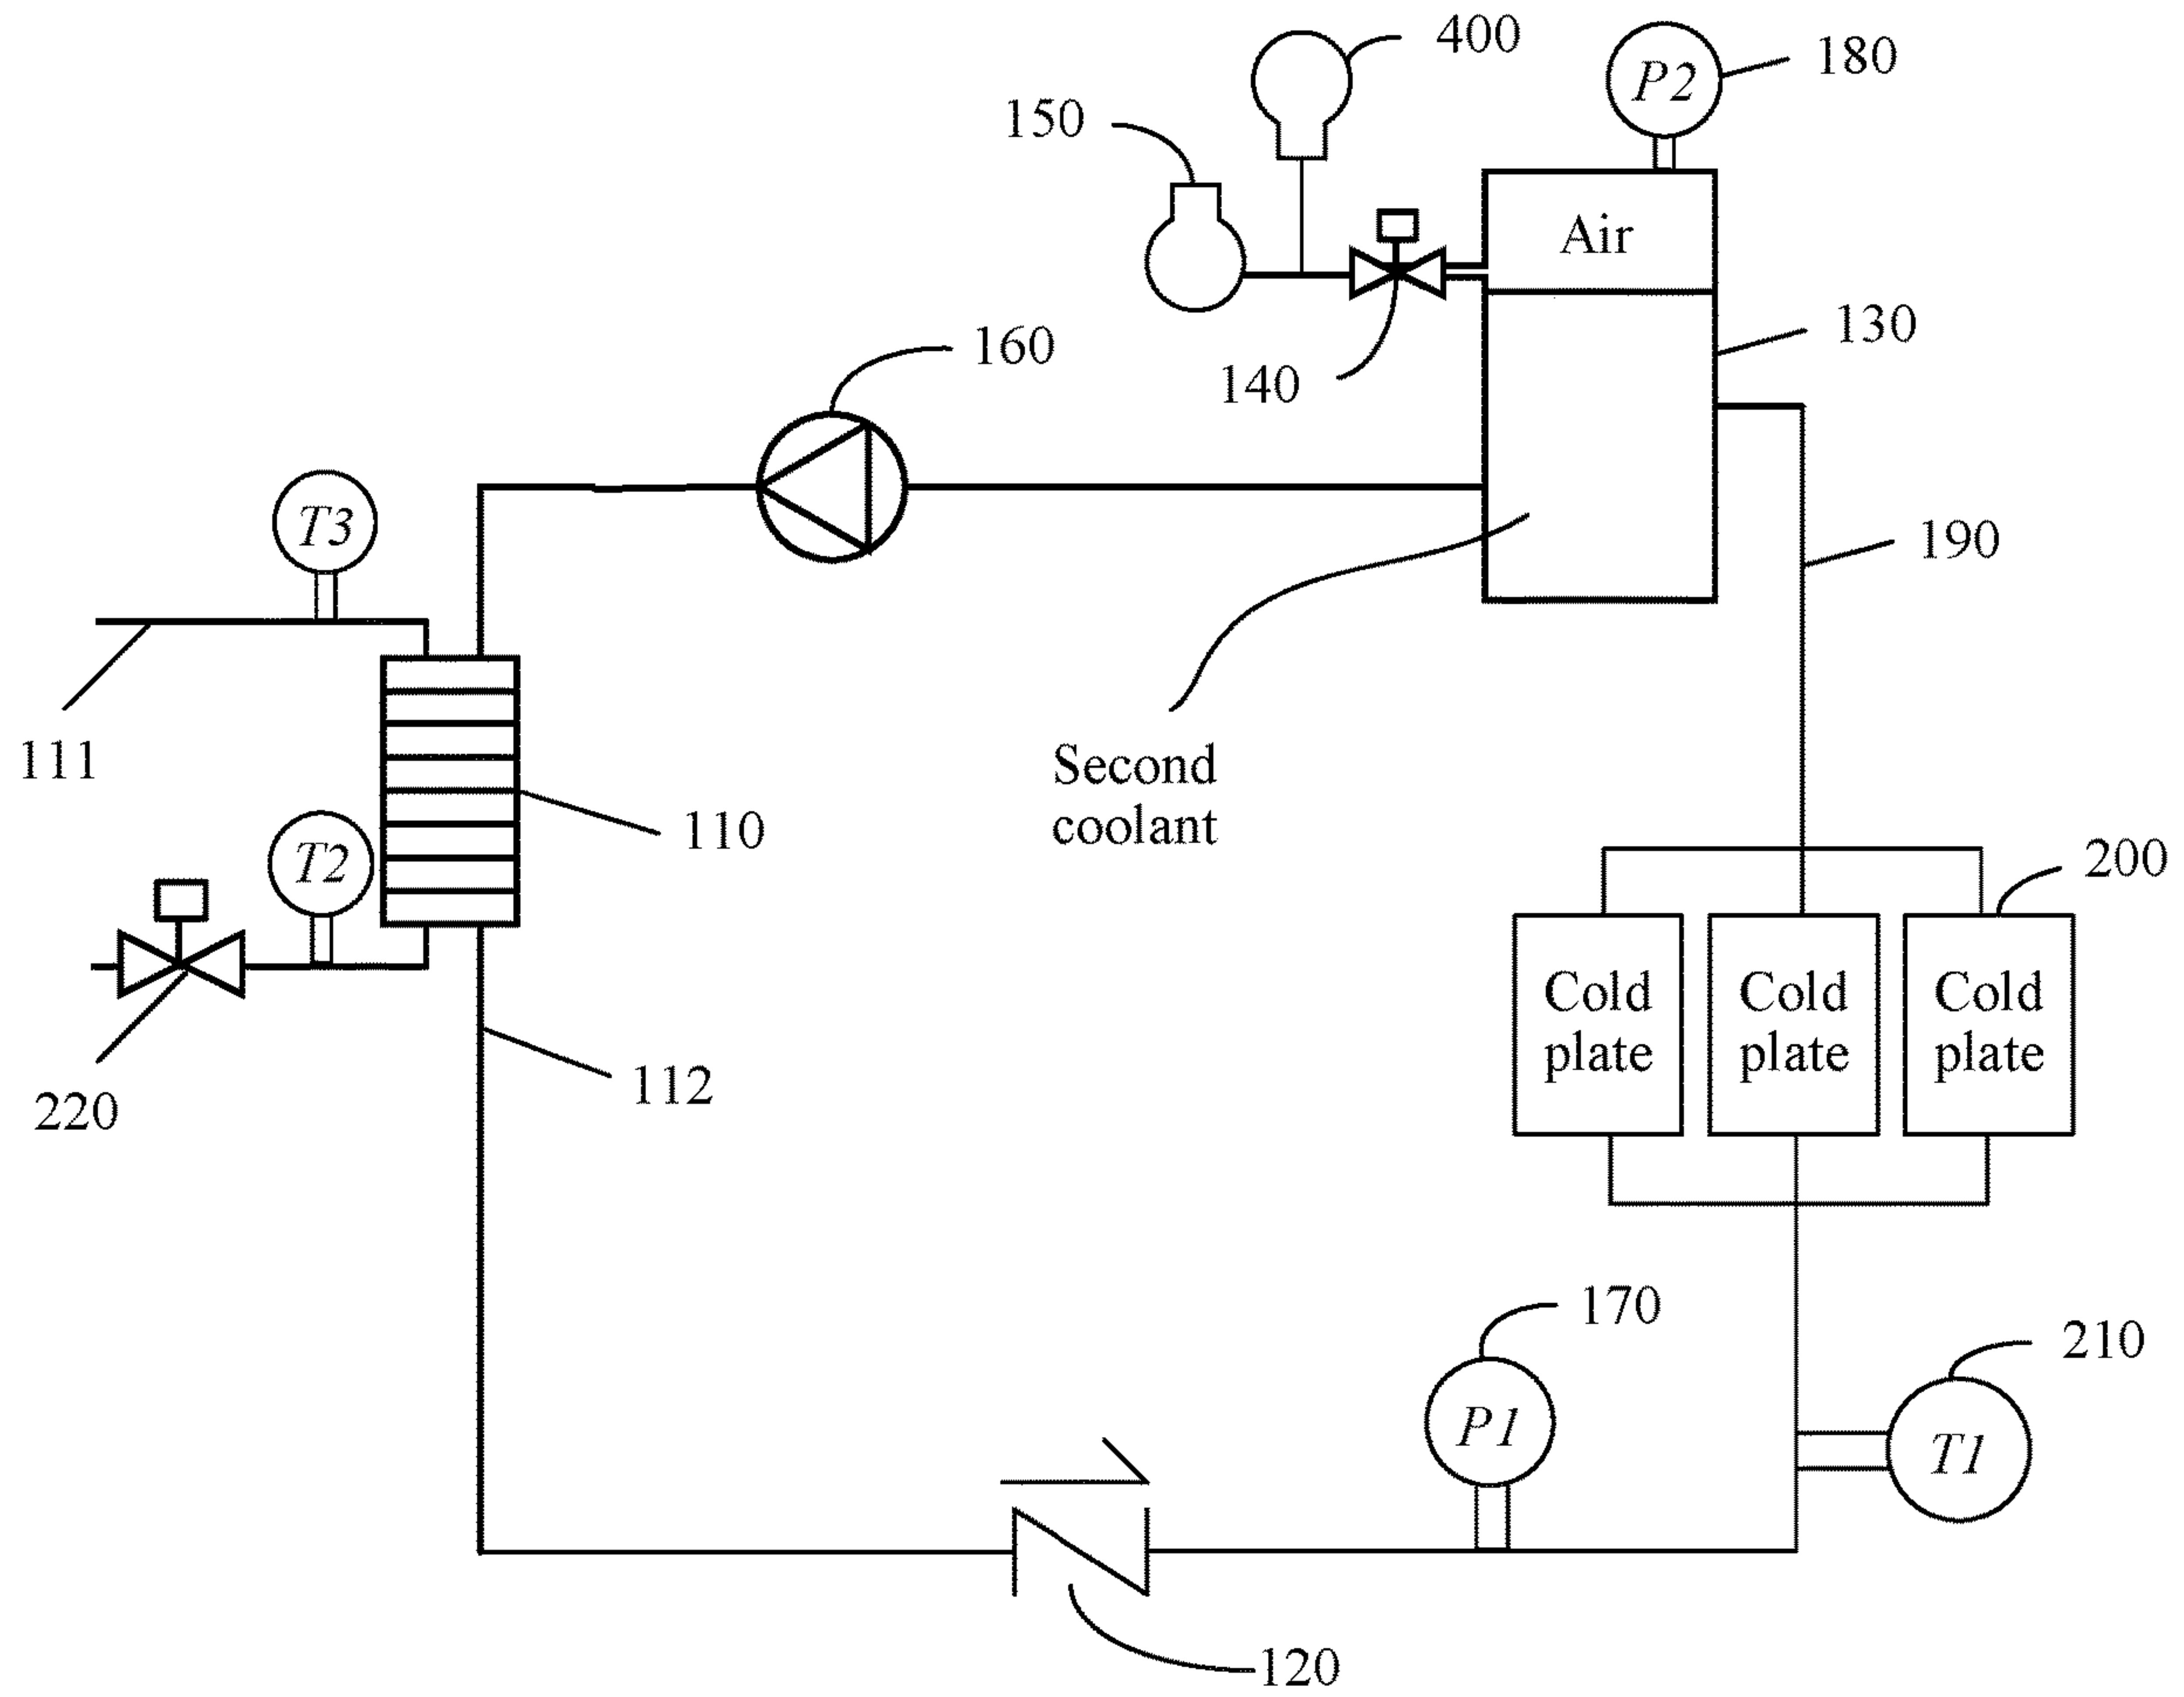 400
180
P2
150
Air
130
160
140
T3
190
Second
coolant
111
110
T2
200
Cold
plate
Cold
plate
Cold
plate
112
220
170
210
P1
T1
120